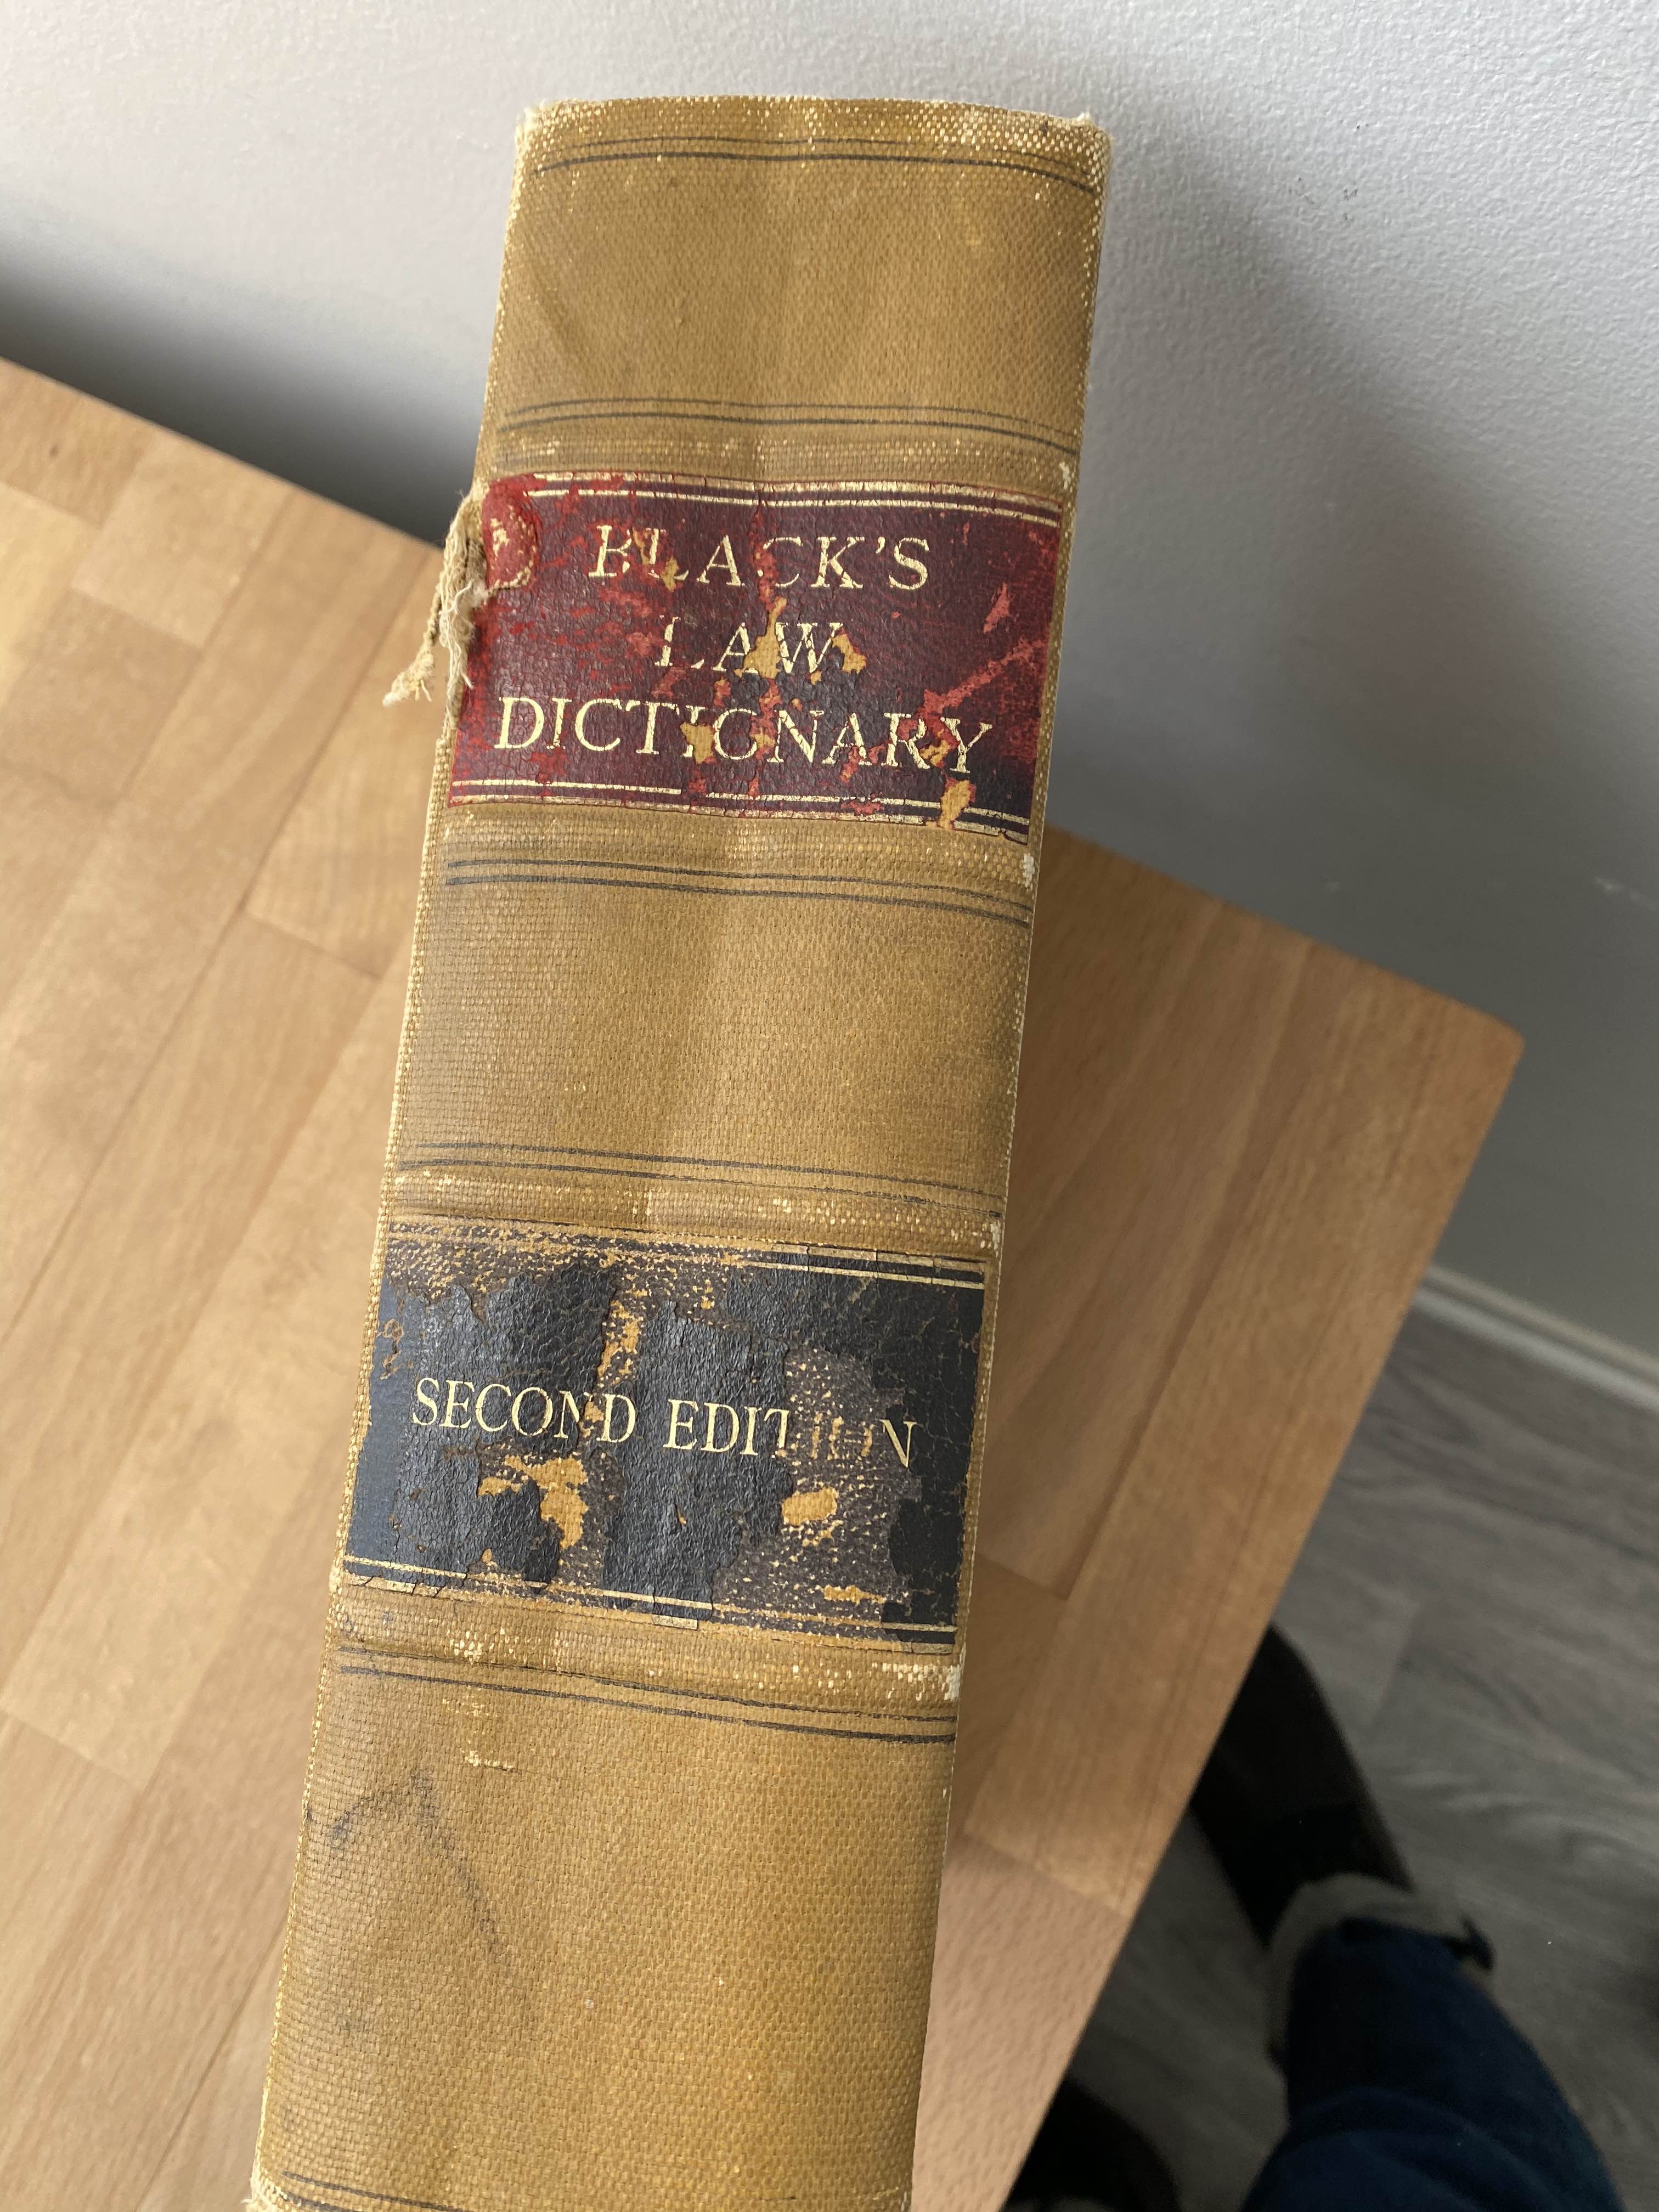 BLACK'S
LAW
DICTIONARY
SECOND EDITION